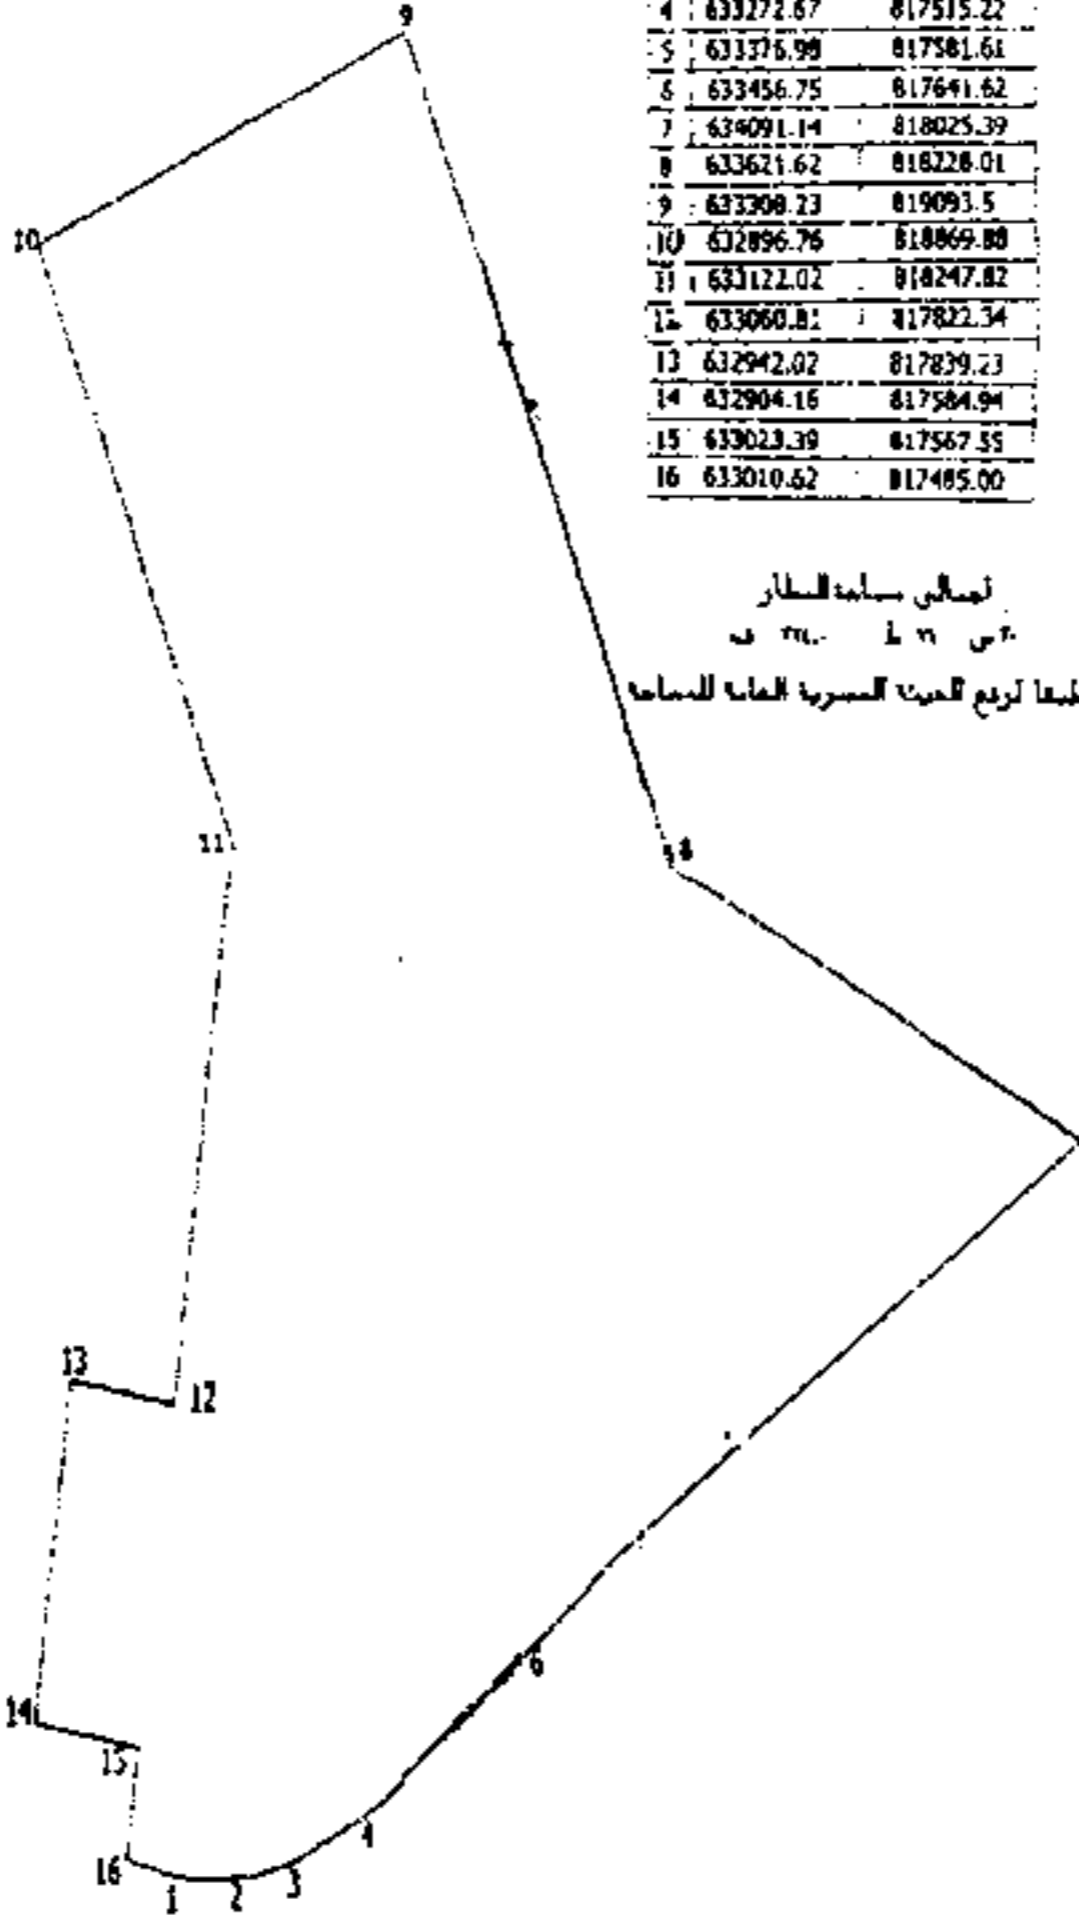 9
4 633272.67 817515.22
5 633376.98 817581.61
6 633456.75 817641.62
7 634091.14 818025.39
8 633621.62 818228.01
9 633308.23 819093.5
10 632896.76 818869.88
11 633122.02 818247.82
12 633060.81 817822.34
13 632942.02 817839.23
14 632904.16 817584.94
15 633023.39 817567.55
16 633010.62 817485.00
10
اجمالى مساحة المطار
طبقا لرفع الهيئة المصرية العامة للمساحة
8
11
13
12
6
14
15
4
16
1
2
3